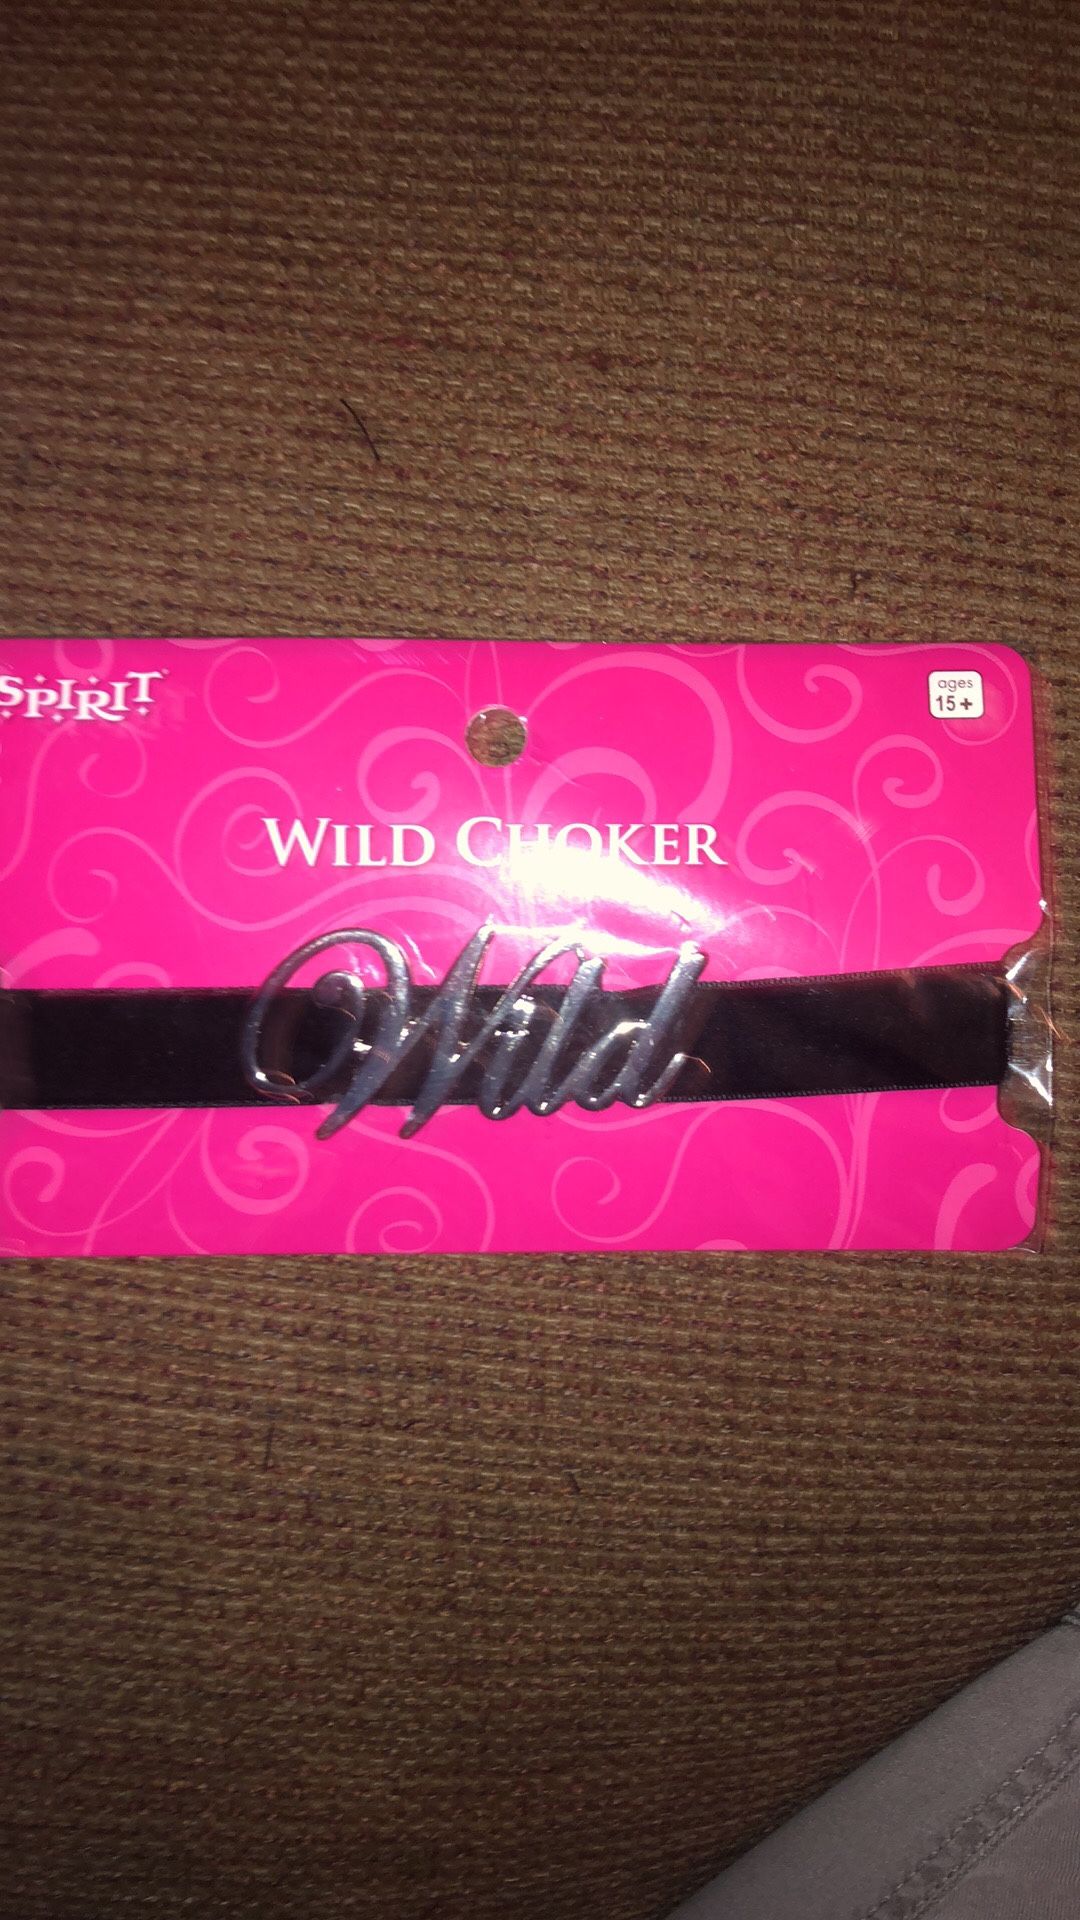 SPIRIT
ages
15+
WILD CHOKER
Wild